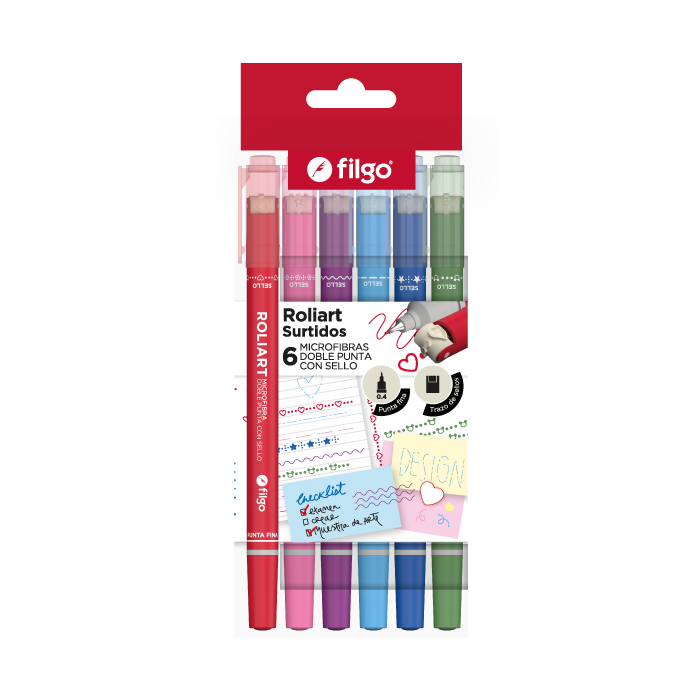 filgo
SELLO
SELLO
SELLO
SELLO
SELLO
SELLO
Roliart
Surtidos
6 MICROFIBRAS
DOBLE PUNTA
CON SELLO
0.4
Punta fina
Trazo de sellos
ROLIART
MICROFIBRA
DOBLE PUNTA
CON SELLO
filgo
PUNTA FINA
DESIGN
Checklist
examen
cerae
Muestra de arte